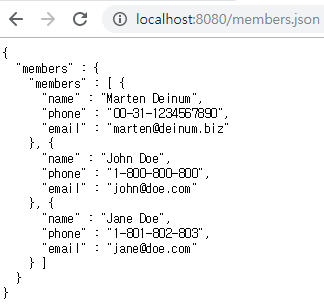 localhost:8080/members.json
{
  "members" : {
    "members" : [ {
      "name" : "Marten Deinum",
      "phone" : "00-31-1234567890",
      "email" : "marten@deinum.biz"
    }, {
      "name" : "John Doe",
      "phone" : "1-800-800-800",
      "email" : "john@doe.com"
    }, {
      "name" : "Jane Doe",
      "phone" : "1-801-802-803",
      "email" : "jane@doe.com"
    } ]
  }
}